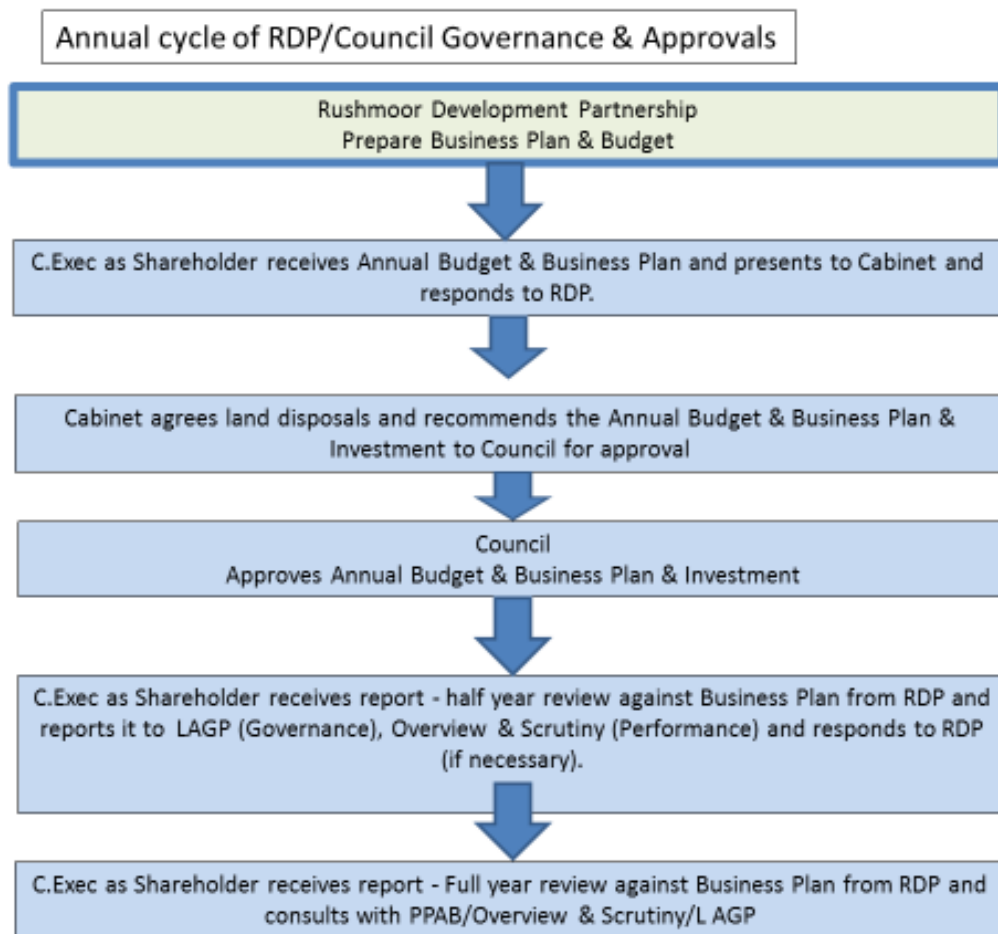 Annual cycle of RDP/Council Governance & Approvals
Rushmoor Development Partnership
Prepare Business Plan & Budget
C.Exec as Shareholder receives Annual Budget & Business Plan and presents to Cabinet and
responds to RDP.
Cabinet agrees land disposals and recommends the Annual Budget & Business Plan &
Investment to Council for approval
Council
Approves Annual Budget & Business Plan & Investment
C.Exec as Shareholder receives report - half year review against Business Plan from RDP and
reports it to LAGP (Governance), Overview & Scrutiny (Performance) and responds to RDP
(if necessary).
C.Exec as Shareholder receives report - Full year review against Business Plan from RDP and
consults with PPAB/Overview & Scrutiny/L AGP